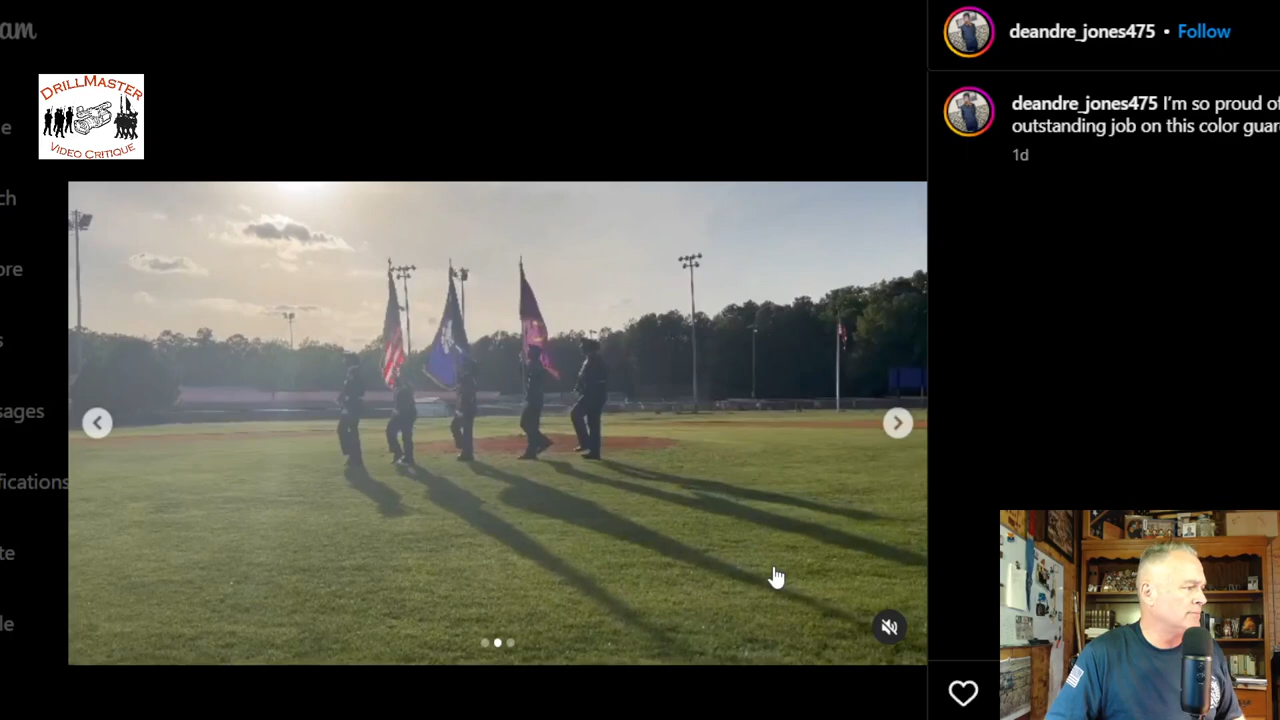 am
DRILLMASTER
VIDEO CRITIQUE
e
ch
ore
s
sages
fications
te
le
deandre_jones475 • Follow
deandre_jones475 I'm so proud of
outstanding job on this color guar
1d